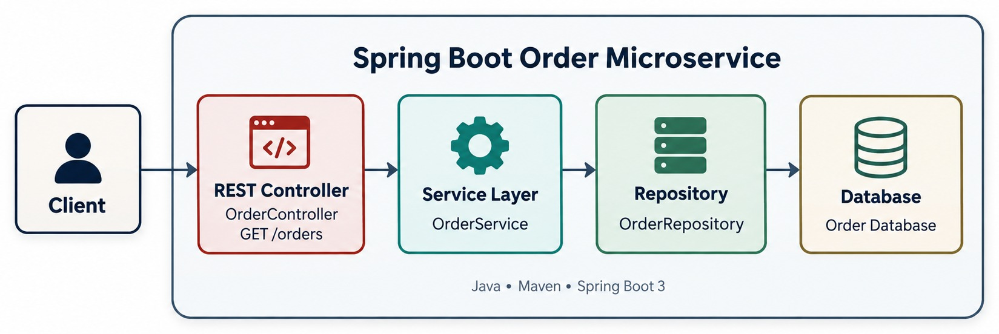 Spring Boot Order Microservice
Client
REST Controller
OrderController
GET /orders
Service Layer
OrderService
Repository
OrderRepository
Database
Order Database
Java • Maven • Spring Boot 3